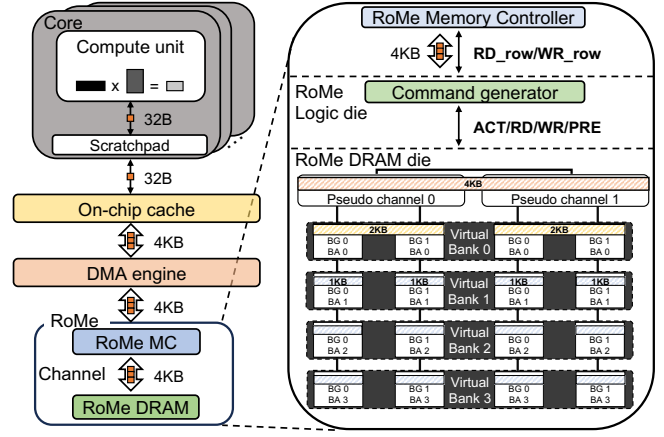 Core
Compute unit
x
=
32B
Scratchpad
32B
On-chip cache
4KB
DMA engine
4KB
RoMe
RoMe MC
Channel
4KB
RoMe DRAM
RoMe Memory Controller
4KB
RD_row/WR_row
RoMe
Logic die
Command generator
ACT/RD/WR/PRE
RoMe DRAM die
4KB
Pseudo channel 0
Pseudo channel 1
2KB
Virtual
Bank 0
2KB
BG 0
BA 0
BG 1
BA 0
BG 0
BA 0
BG 1
BA 0
1KB
1KB
Virtual
Bank 1
1KB
1KB
BG 0
BA 1
BG 1
BA 1
BG 0
BA 1
BG 1
BA 1
Virtual
Bank 2
BG 0
BA 2
BG 1
BA 2
BG 0
BA 2
BG 1
BA 2
Virtual
Bank 3
BG 0
BA 3
BG 1
BA 3
BG 0
BA 3
BG 1
BA 3